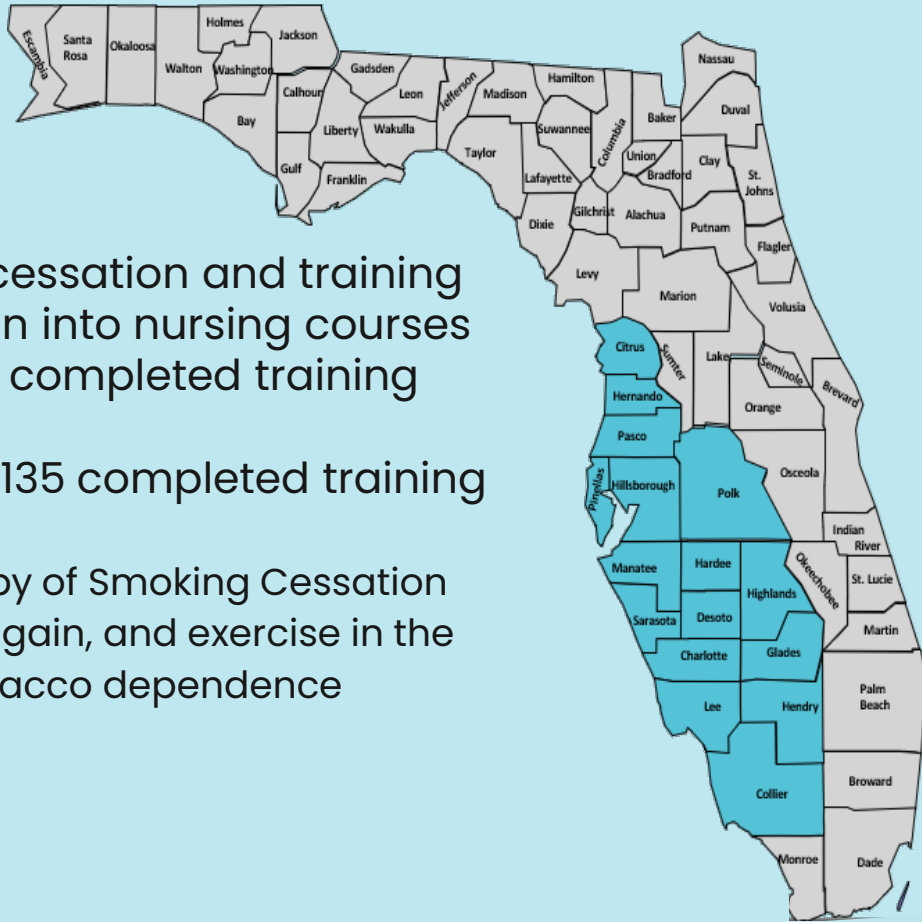 Holmes
Jackson
Escambia
Santa
Rosa
Okaloosa
Walton
Washington
Calhoun
Bay
Gulf
Gadsden
Liberty
Leon
Wakulla
Franklin
Jefferson
Madison
Taylor
Hamilton
Suwannee
Lafayette
Columbia
Dixie
Gilchrist
Baker
Union
Bradford
Alachua
Nassau
Duval
Clay
St.
Johns
Putnam
Flagler
Levy
Marion
Volusia
cessation and training
n into nursing courses
completed training
135 completed training
by of Smoking Cessation
gain, and exercise in the
acco dependence
Citrus
Sumter
Lake
Seminole
Brevard
Hernando
Orange
Pasco
Pinellas
Hillsborough
Polk
Osceola
Indian
River
Manatee
Hardee
Highlands
Okeechobee
St. Lucie
Sarasota
Desoto
Martin
Charlotte
Glades
Lee
Hendry
Palm
Beach
Collier
Broward
Monroe
Dade